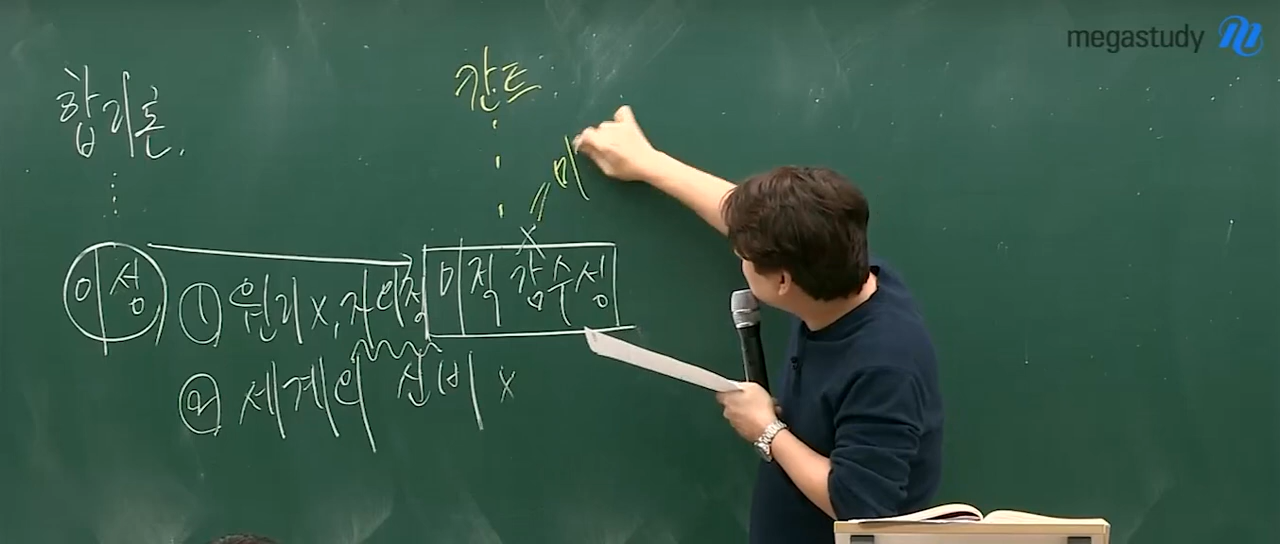 megastudy
합리론.
칸트.
미
이성
① 원리 x, 자의적
미적 감수성
② 세계의 신비 x